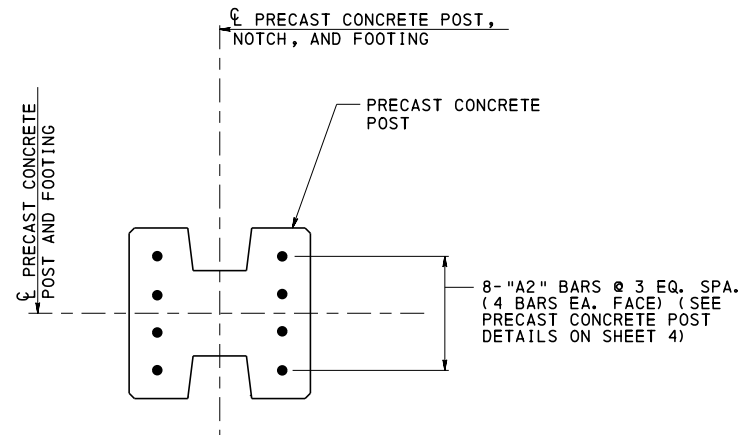 ℄ PRECAST CONCRETE POST,
NOTCH, AND FOOTING
PRECAST CONCRETE
POST
℄ PRECAST CONCRETE
POST AND FOOTING
8-"A2" BARS @ 3 EQ. SPA.
(4 BARS EA. FACE) (SEE
PRECAST CONCRETE POST
DETAILS ON SHEET 4)